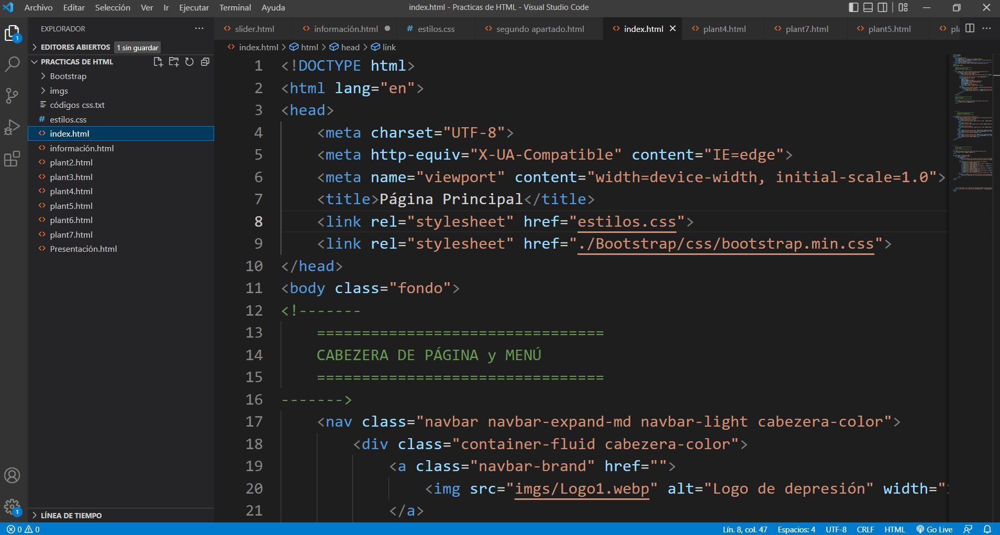 Archivo Editar Selección Ver Ir Ejecutar Terminal Ayuda
index.html - Practicas de HTML - Visual Studio Code
EXPLORADOR
EDITORES ABIERTOS 1 sin guardar
PRACTICAS DE HTML
Bootstrap
imgs
códigos css.txt
# estilos.css
<> index.html
<> información.html
<> plant2.html
<> plant3.html
<> plant4.html
<> plant5.html
<> plant6.html
<> plant7.html
<> Presentación.html
LÍNEA DE TIEMPO
1
1
<> slider.html <> información.html # estilos.css <> segundo apartado.html <> index.html <> plant4.html <> plant7.html <> plant5.html <>
<> index.html > html > head > link
1 <!DOCTYPE html>
2 <html lang="en">
3 <head>
4 <meta charset="UTF-8">
5 <meta http-equiv="X-UA-Compatible" content="IE=edge">
6 <meta name="viewport" content="width=device-width, initial-scale=1.0">
7 <title>Página Principal</title>
8 <link rel="stylesheet" href="estilos.css">
9 <link rel="stylesheet" href="./Bootstrap/css/bootstrap.min.css">
10 </head>
11 <body class="fondo">
12 <!-------
13 ================================
14 CABEZERA DE PÁGINA y MENÚ
15 ================================
16 ------->
17 <nav class="navbar navbar-expand-md navbar-light cabezera-color">
18 <div class="container-fluid cabezera-color">
19 <a class="navbar-brand" href="">
20 <img src="imgs/Logo1.webp" alt="Logo de depresión" width="
21 </a>
0 0 Lín. 8, col. 47 Espacios: 4 UTF-8 CRLF HTML Go Live